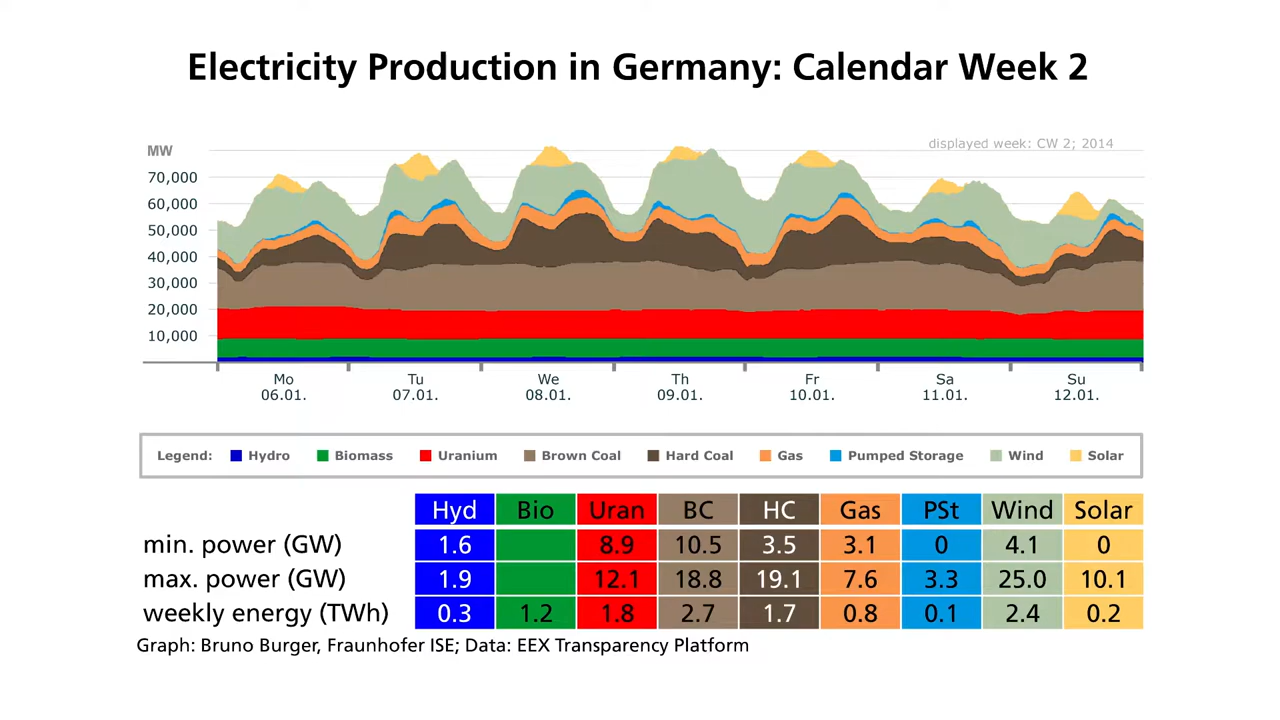 Electricity Production in Germany: Calendar Week 2
MW
displayed week: CW 2; 2014
70,000
60,000
50,000
40,000
30,000
20,000
10,000
Mo Tu We Th Fr Sa Su
06.01. 07.01. 08.01. 09.01. 10.01. 11.01. 12.01.
Legend: Hydro Biomass Uranium Brown Coal Hard Coal Gas Pumped Storage Wind Solar
Hyd Bio Uran BC HC Gas PSt Wind Solar
min. power (GW) 1.6 8.9 10.5 3.5 3.1 0 4.1 0
max. power (GW) 1.9 12.1 18.8 19.1 7.6 3.3 25.0 10.1
weekly energy (TWh) 0.3 1.2 1.8 2.7 1.7 0.8 0.1 2.4 0.2
Graph: Bruno Burger, Fraunhofer ISE; Data: EEX Transparency Platform